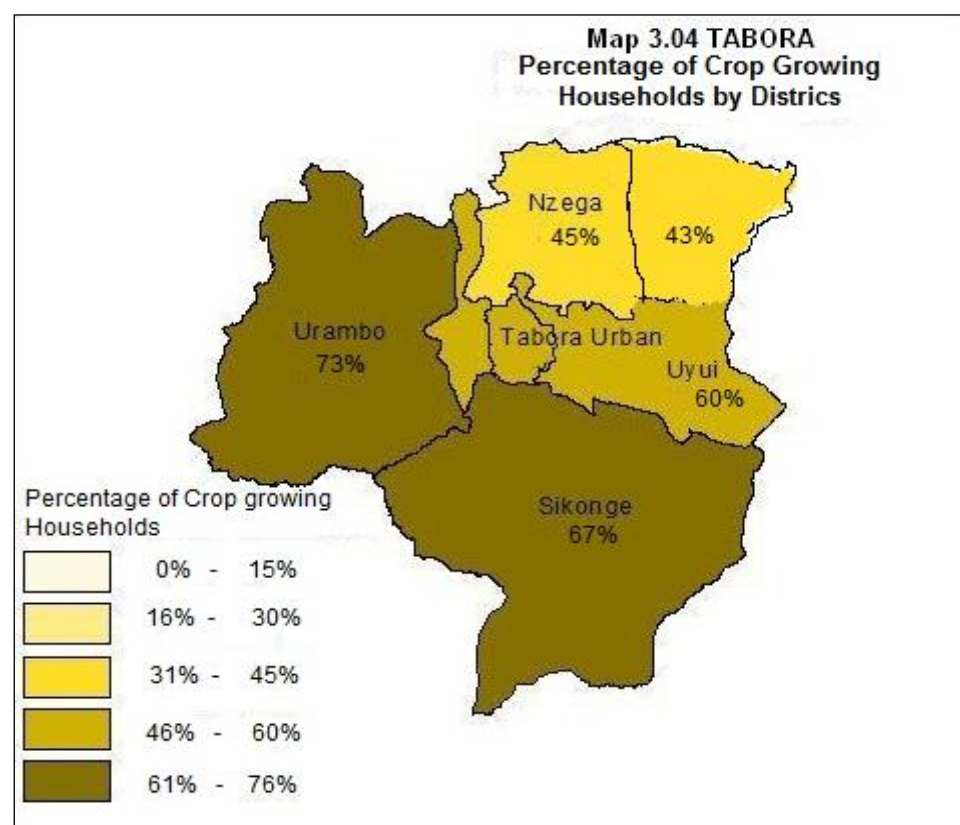 Map 3.04 TABORA
Percentage of Crop Growing
Households by Districs
Nzega
45%
43%
Urambo
73%
Tabora Urban
Uyui
60%
Sikonge
67%
Percentage of Crop growing
Households
0% - 15%
16% - 30%
31% - 45%
46% - 60%
61% - 76%